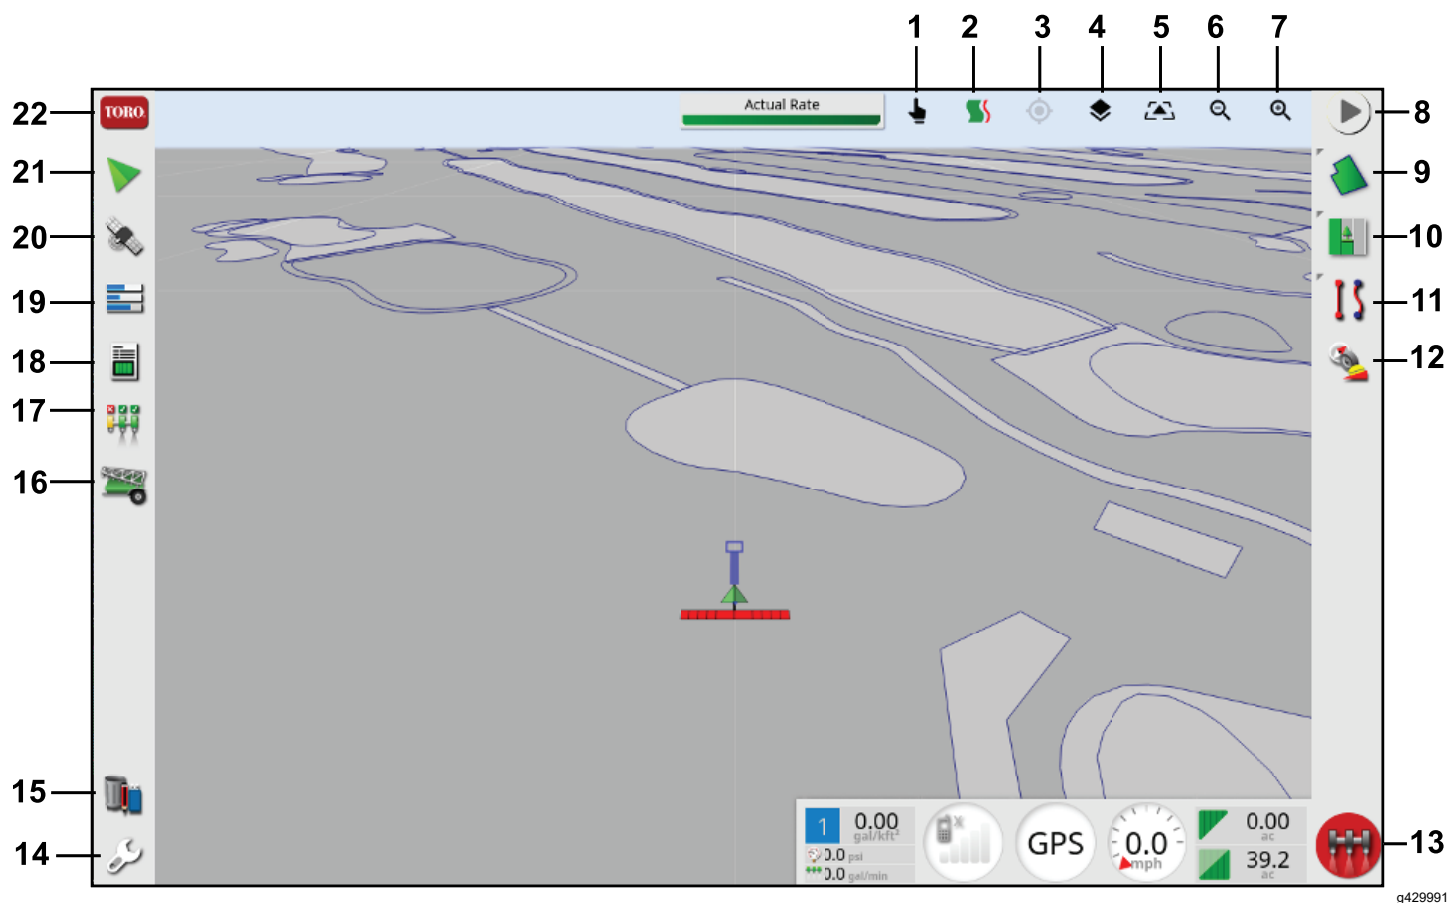 1 2 3 4 5 6 7
Actual Rate
22 TORO. 8
21 9
20 10
19 11
18 12
17
16
15
14 13
1 0.00
gal/kft²
0.0 psi
0.0 gal/min
GPS
0.0
mph
0.00
ac
39.2
ac
g429991